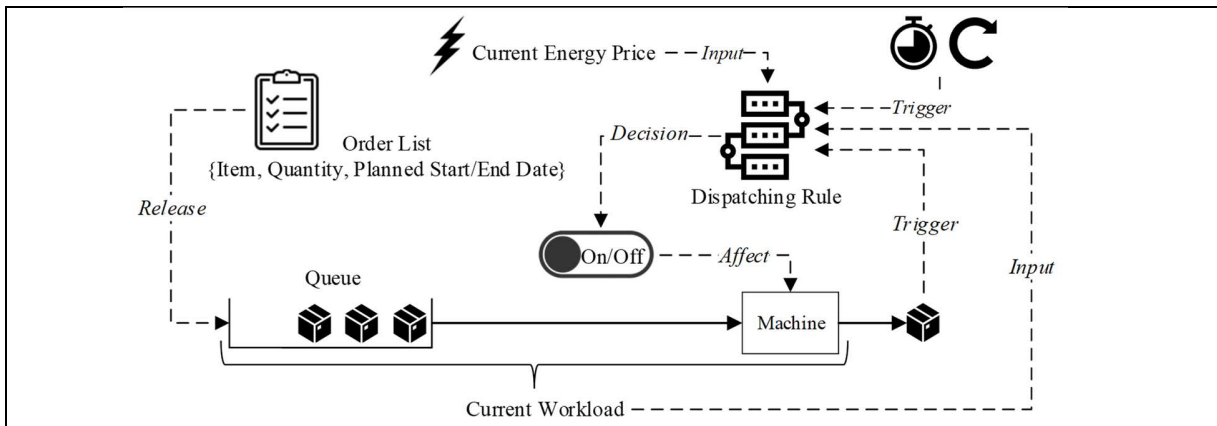 Current Energy Price
Input
Trigger
Order List
{Item, Quantity, Planned Start/End Date}
Decision
Dispatching Rule
Release
Trigger
On/Off
Affect
Input
Queue
Machine
Current Workload